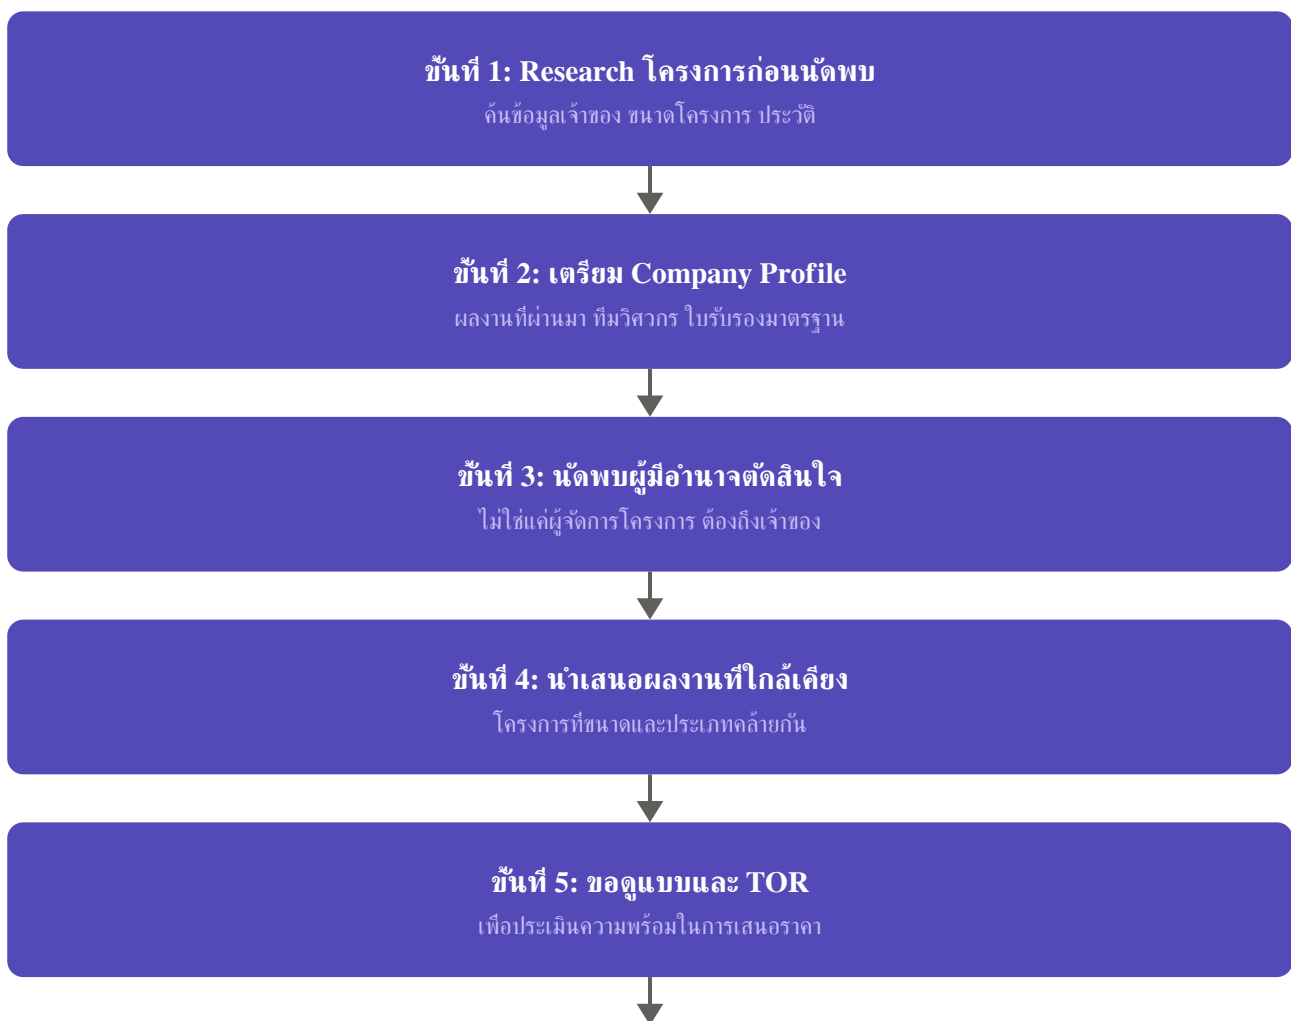 ขั้นที่ 1: Research โครงการก่อนนัดพบ
ค้นข้อมูลเจ้าของ ขนาดโครงการ ประวัติ
ขั้นที่ 2: เตรียม Company Profile
ผลงานที่ผ่านมา ทีมวิศวกร ใบรับรองมาตรฐาน
ขั้นที่ 3: นัดพบผู้มีอำนาจตัดสินใจ
ไม่ใช่แค่ผู้จัดการโครงการ ต้องถึงเจ้าของ
ขั้นที่ 4: นำเสนอผลงานที่ใกล้เคียง
โครงการที่ขนาดและประเภทคล้ายกัน
ขั้นที่ 5: ขอดูแบบและ TOR
เพื่อประเมินความพร้อมในการเสนอราคา